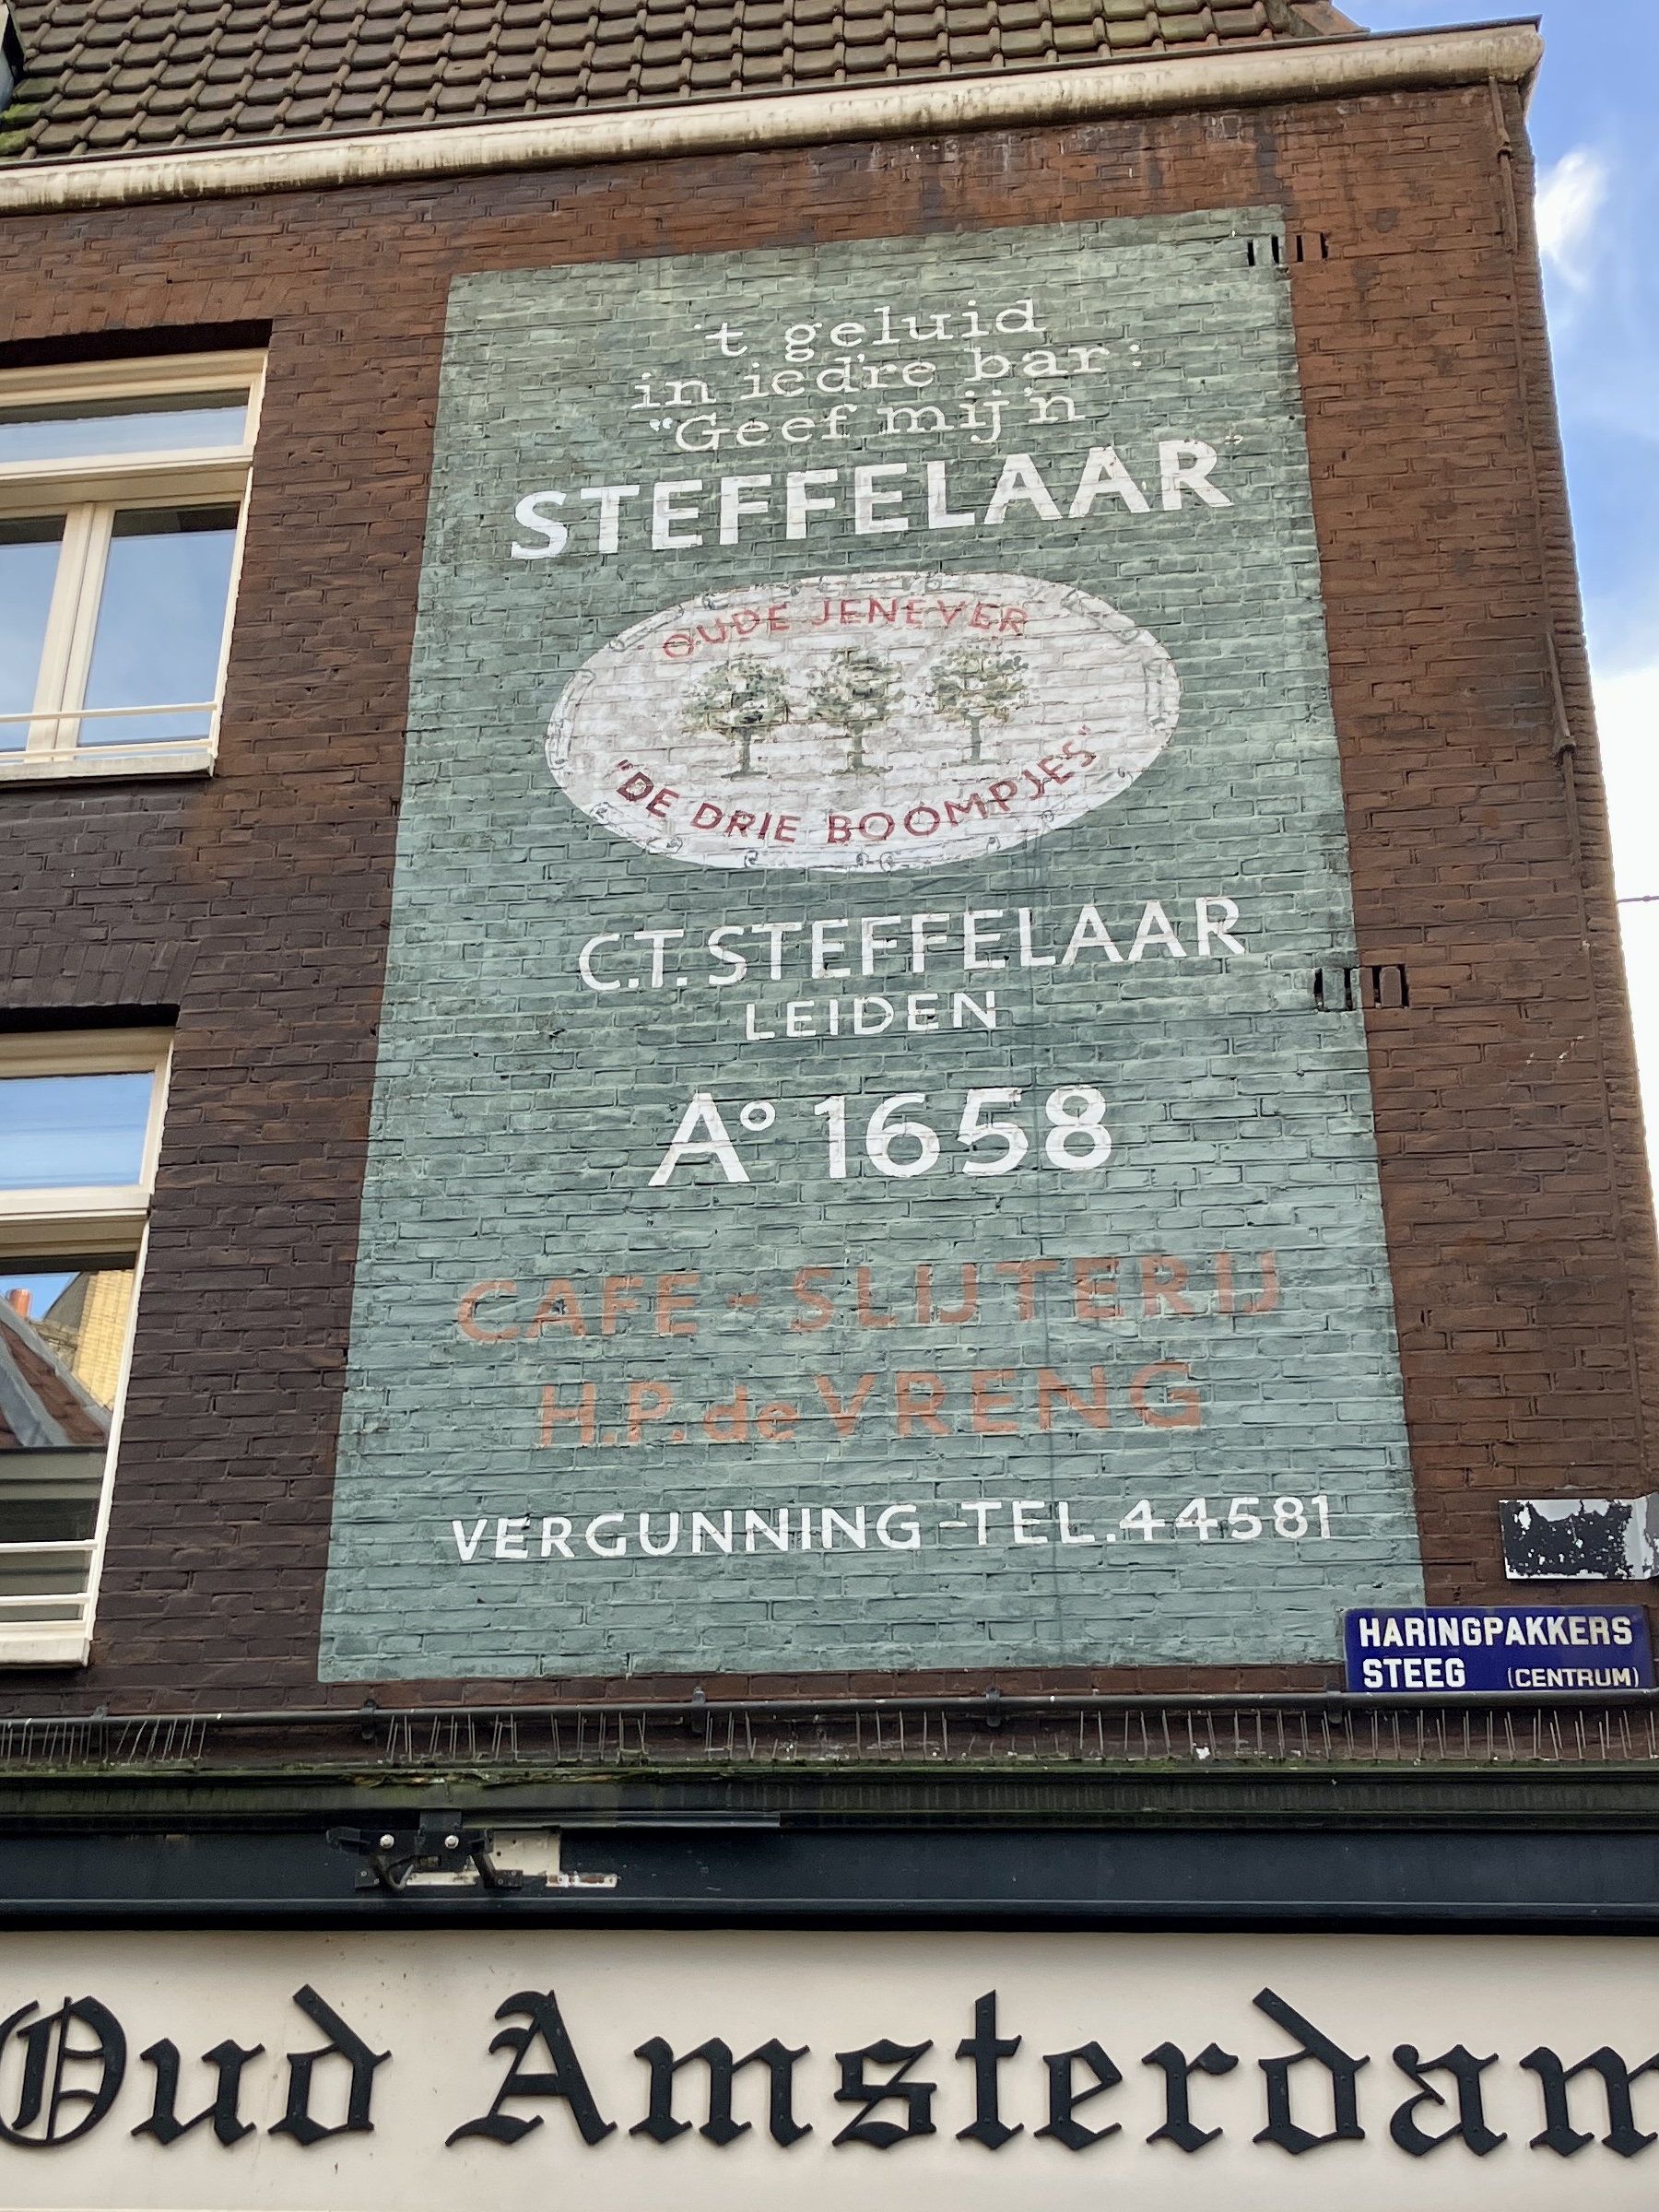 't geluid
in ied're bar:
"Geef mij 'n
STEFFELAAR"
OUDE JENEVER
"DE DRIE BOOMPJES"
C.T. STEFFELAAR
LEIDEN
Aº 1658
CAFE - SLIJTERIJ
H.P. de VRENG
VERGUNNING - TEL. 44581
HARINGPAKKERS
STEEG (CENTRUM)
Oud Amsterdam